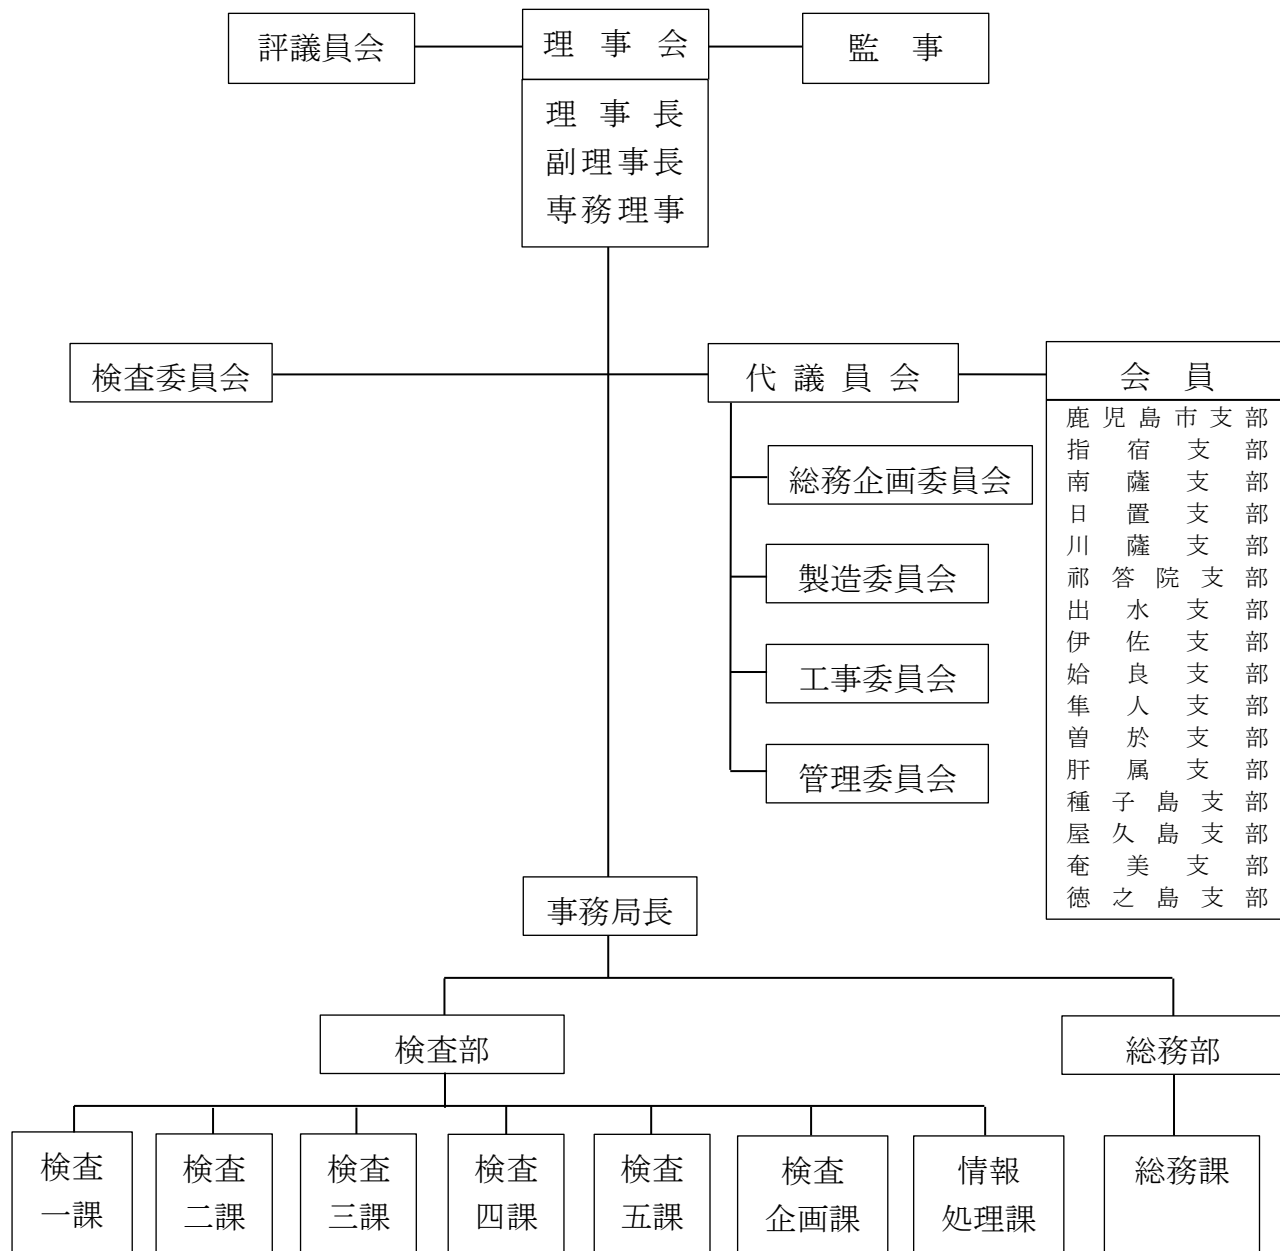 評議員会
理事会
監事
理事長
副理事長
専務理事
検査委員会
代議員会
会員
鹿児島市支部
指宿支部
南薩支部
日置支部
川薩支部
祁答院支部
出水支部
伊佐支部
姶良支部
隼人支部
曽於支部
肝属支部
種子島支部
屋久島支部
奄美支部
徳之島支部
総務企画委員会
製造委員会
工事委員会
管理委員会
事務局長
検査部
総務部
検査
一課
検査
二課
検査
三課
検査
四課
検査
五課
検査
企画課
情報
処理課
総務課